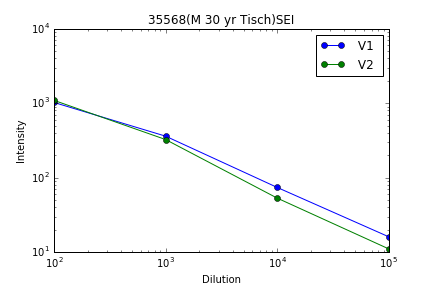 35568(M 30 yr Tisch)SEI
10^4
V1
V2
10^3
Intensity
10^2
10^1
10^2 10^3 10^4 10^5
Dilution